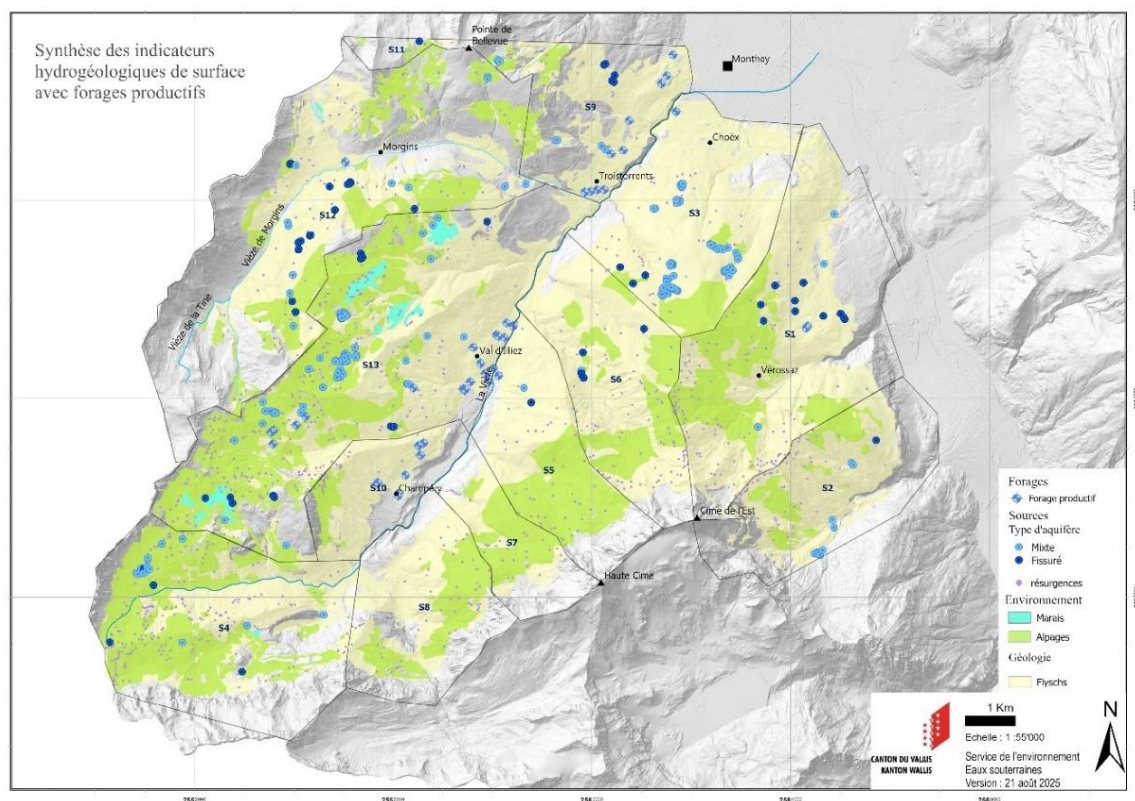 Synthèse des indicateurs
hydrogéologiques de surface
avec forages productifs
S11
Pointe de
Bellevue
Monthey
S9
Morgins
Choëx
Troistorrents
S12
S3
Vièze de Morgins
Vièze de la Tine
S1
S13
Val d'Illiez
La Vièze
S6
Vérossaz
S5
S10
Champéry
S2
Cime de l'Est
S7
Haute Cime
S8
S4
Forages
Forage productif
Sources
Type d'aquifère
Mixte
Fissuré
résurgences
Environnement
Marais
Alpages
Géologie
Flyschs
1 Km
N
Echelle : 1 :55'000
CANTON DU VALAIS
KANTON WALLIS
Service de l'environnement
Eaux souterraines
Version : 21 août 2025